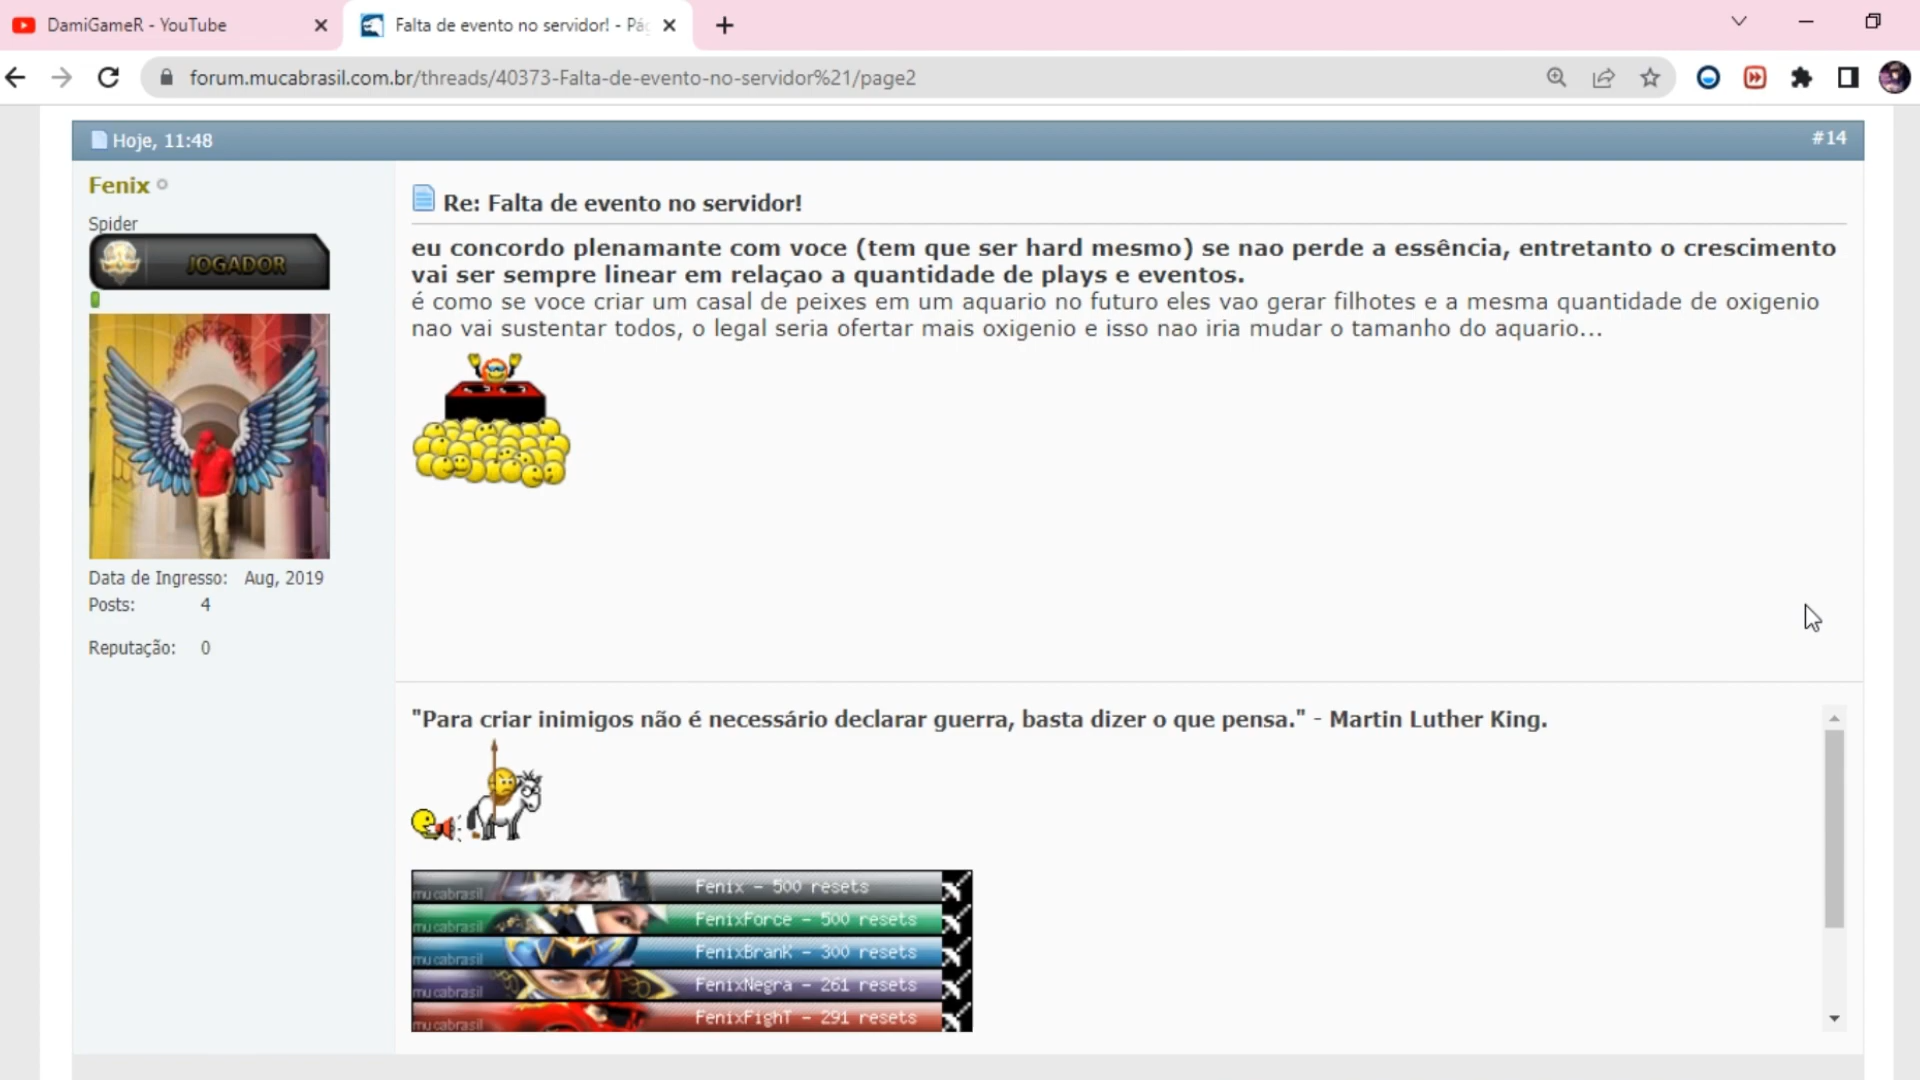 DamiGameR - YouTube
Falta de evento no servidor! - Pág
forum.mucabrasil.com.br/threads/40373-Falta-de-evento-no-servidor%21/page2
Hoje, 11:48
#14
Fenix
Spider
JOGADOR
Data de Ingresso: Aug, 2019
Posts: 4
Reputação: 0
Re: Falta de evento no servidor!
eu concordo plenamante com voce (tem que ser hard mesmo) se nao perde a essência, entretanto o crescimento
vai ser sempre linear em relaçao a quantidade de plays e eventos.
é como se voce criar um casal de peixes em um aquario no futuro eles vao gerar filhotes e a mesma quantidade de oxigenio
nao vai sustentar todos, o legal seria ofertar mais oxigenio e isso nao iria mudar o tamanho do aquario...
"Para criar inimigos não é necessário declarar guerra, basta dizer o que pensa." - Martin Luther King.
mucabrasil Fenix - 500 resets
mucabrasil FenixForce - 500 resets
mucabrasil FenixBranK - 300 resets
mucabrasil FenixNegra - 261 resets
mucabrasil FenixFighT - 291 resets